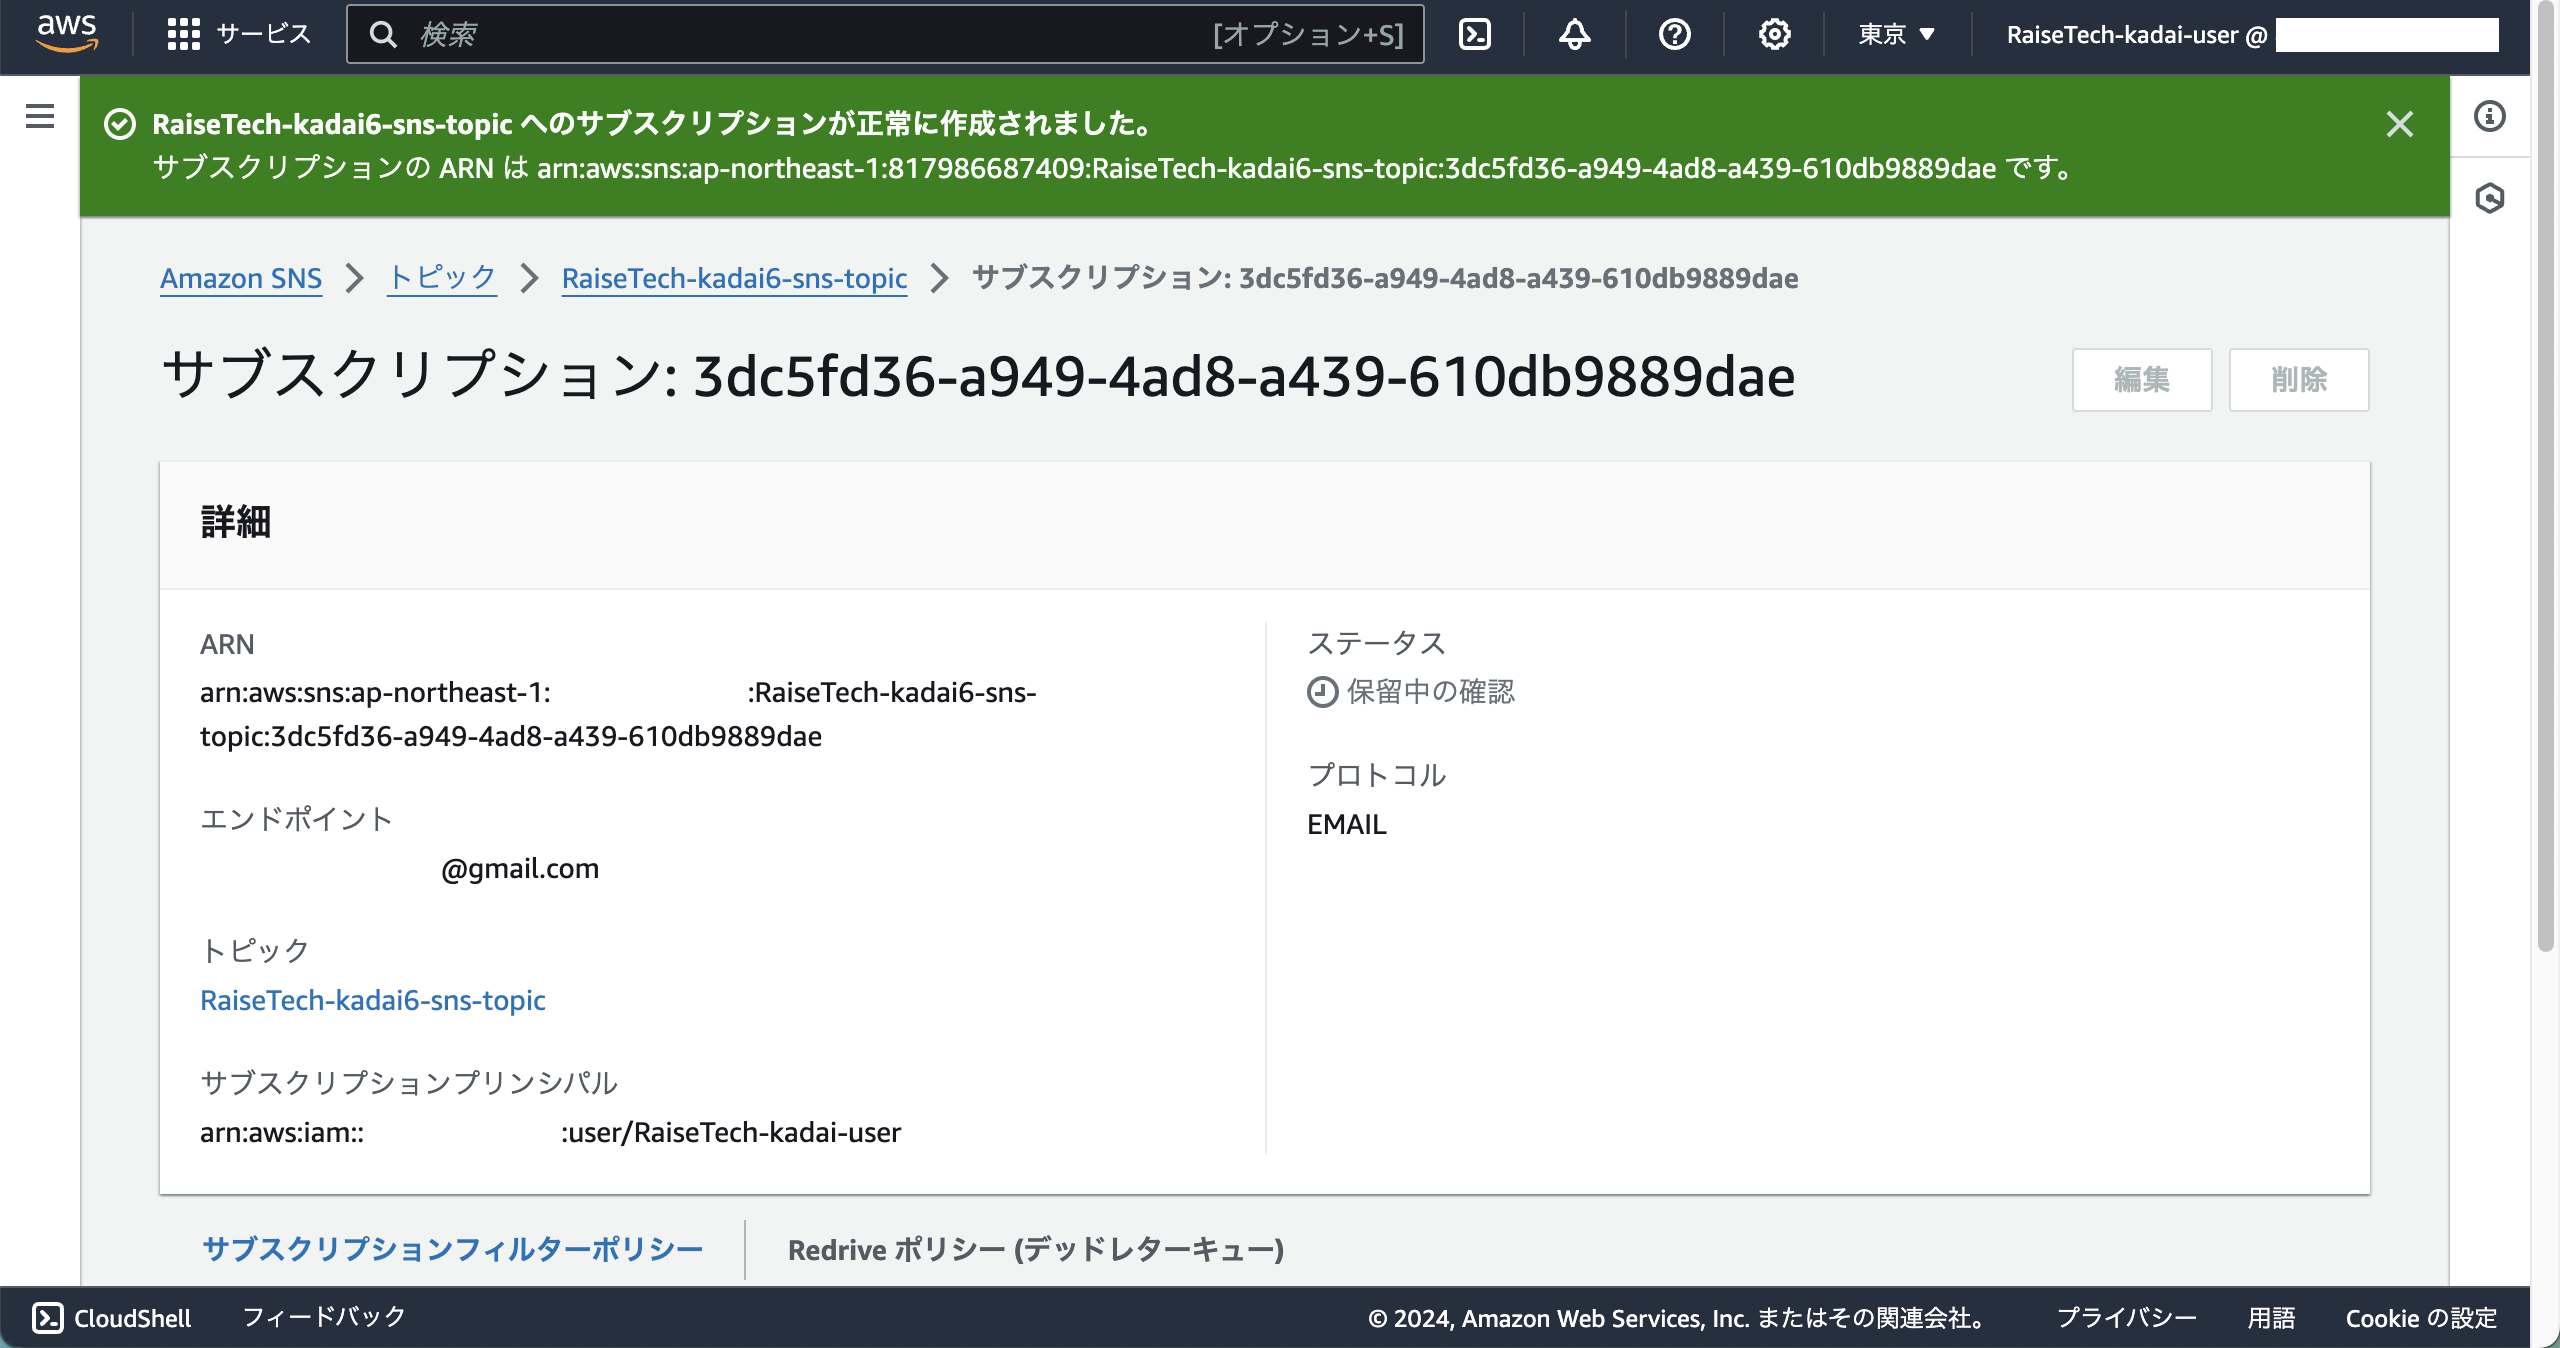 aws サービス 検索 [オプション+S] 東京 ▼ RaiseTech-kadai-user @
RaiseTech-kadai6-sns-topic へのサブスクリプションが正常に作成されました。
サブスクリプションの ARN は arn:aws:sns:ap-northeast-1:817986687409:RaiseTech-kadai6-sns-topic:3dc5fd36-a949-4ad8-a439-610db9889dae です。
Amazon SNS > トピック > RaiseTech-kadai6-sns-topic > サブスクリプション: 3dc5fd36-a949-4ad8-a439-610db9889dae
サブスクリプション: 3dc5fd36-a949-4ad8-a439-610db9889dae
編集 削除
詳細
ARN
arn:aws:sns:ap-northeast-1: :RaiseTech-kadai6-sns-
topic:3dc5fd36-a949-4ad8-a439-610db9889dae
エンドポイント
@gmail.com
トピック
RaiseTech-kadai6-sns-topic
サブスクリプションプリンシパル
arn:aws:iam:: :user/RaiseTech-kadai-user
ステータス
保留中の確認
プロトコル
EMAIL
サブスクリプションフィルターポリシー
Redrive ポリシー (デッドレターキュー)
CloudShell フィードバック © 2024, Amazon Web Services, Inc. またはその関連会社。 プライバシー 用語 Cookie の設定